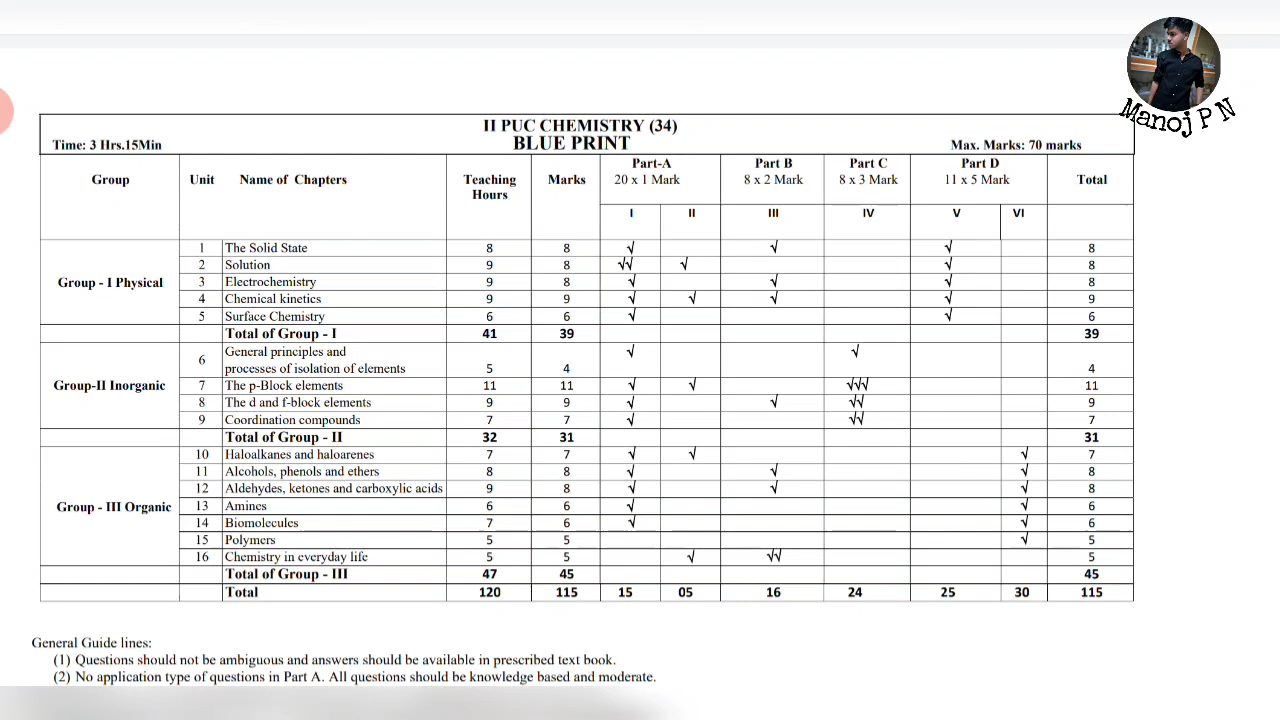 Manoj P N
II PUC CHEMISTRY (34)
Time: 3 Hrs.15Min BLUE PRINT Max. Marks: 70 marks
Group Unit Name of Chapters Teaching Hours Marks Part-A 20 x 1 Mark Part B 8 x 2 Mark Part C 8 x 3 Mark Part D 11 x 5 Mark Total
I II III IV V VI
Group - I Physical
1 The Solid State 8 8 √ √ √ 8
2 Solution 9 8 √√ √ √ 8
3 Electrochemistry 9 8 √ √ √ 8
4 Chemical kinetics 9 9 √ √ √ √ 9
5 Surface Chemistry 6 6 √ √ 6
Total of Group - I 41 39 39
Group-II Inorganic
6 General principles and √ √
processes of isolation of elements 5 4 4
7 The p-Block elements 11 11 √ √ √√√ 11
8 The d and f-block elements 9 9 √ √ √√ 9
9 Coordination compounds 7 7 √ √√ 7
Total of Group - II 32 31 31
Group - III Organic
10 Haloalkanes and haloarenes 7 7 √ √ √ 7
11 Alcohols, phenols and ethers 8 8 √ √ √ 8
12 Aldehydes, ketones and carboxylic acids 9 8 √ √ √ 8
13 Amines 6 6 √ √ 6
14 Biomolecules 7 6 √ √ 6
15 Polymers 5 5 √ 5
16 Chemistry in everyday life 5 5 √ √√ 5
Total of Group - III 47 45 45
Total 120 115 15 05 16 24 25 30 115
General Guide lines:
(1) Questions should not be ambiguous and answers should be available in prescribed text book.
(2) No application type of questions in Part A. All questions should be knowledge based and moderate.